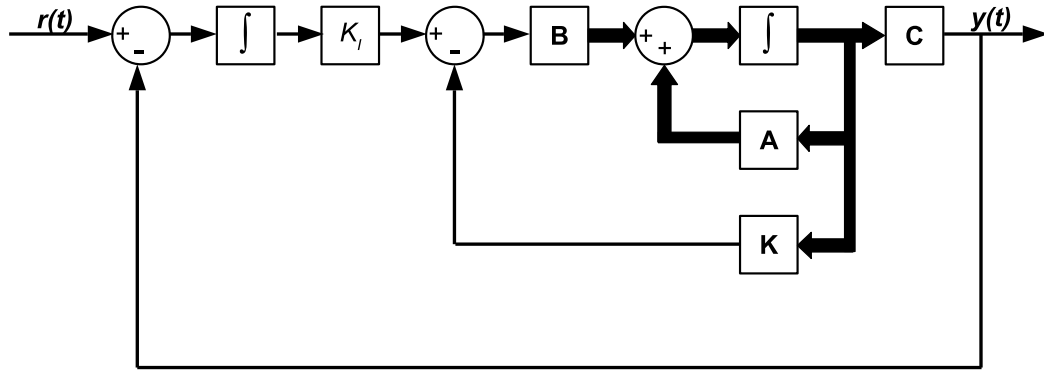 r(t)
+
-
∫
K_I
+
-
B
+
+
∫
C
y(t)
A
K